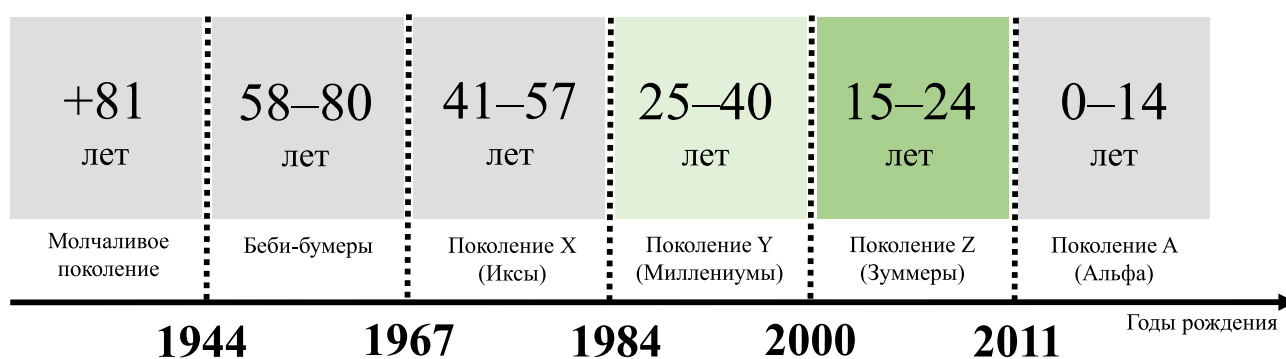 +81
лет
58–80
лет
41–57
лет
25–40
лет
15–24
лет
0–14
лет
Молчаливое
поколение
Беби-бумеры
Поколение X
(Иксы)
Поколение Y
(Миллениумы)
Поколение Z
(Зуммеры)
Поколение А
(Альфа)
1944
1967
1984
2000
2011
Годы рождения